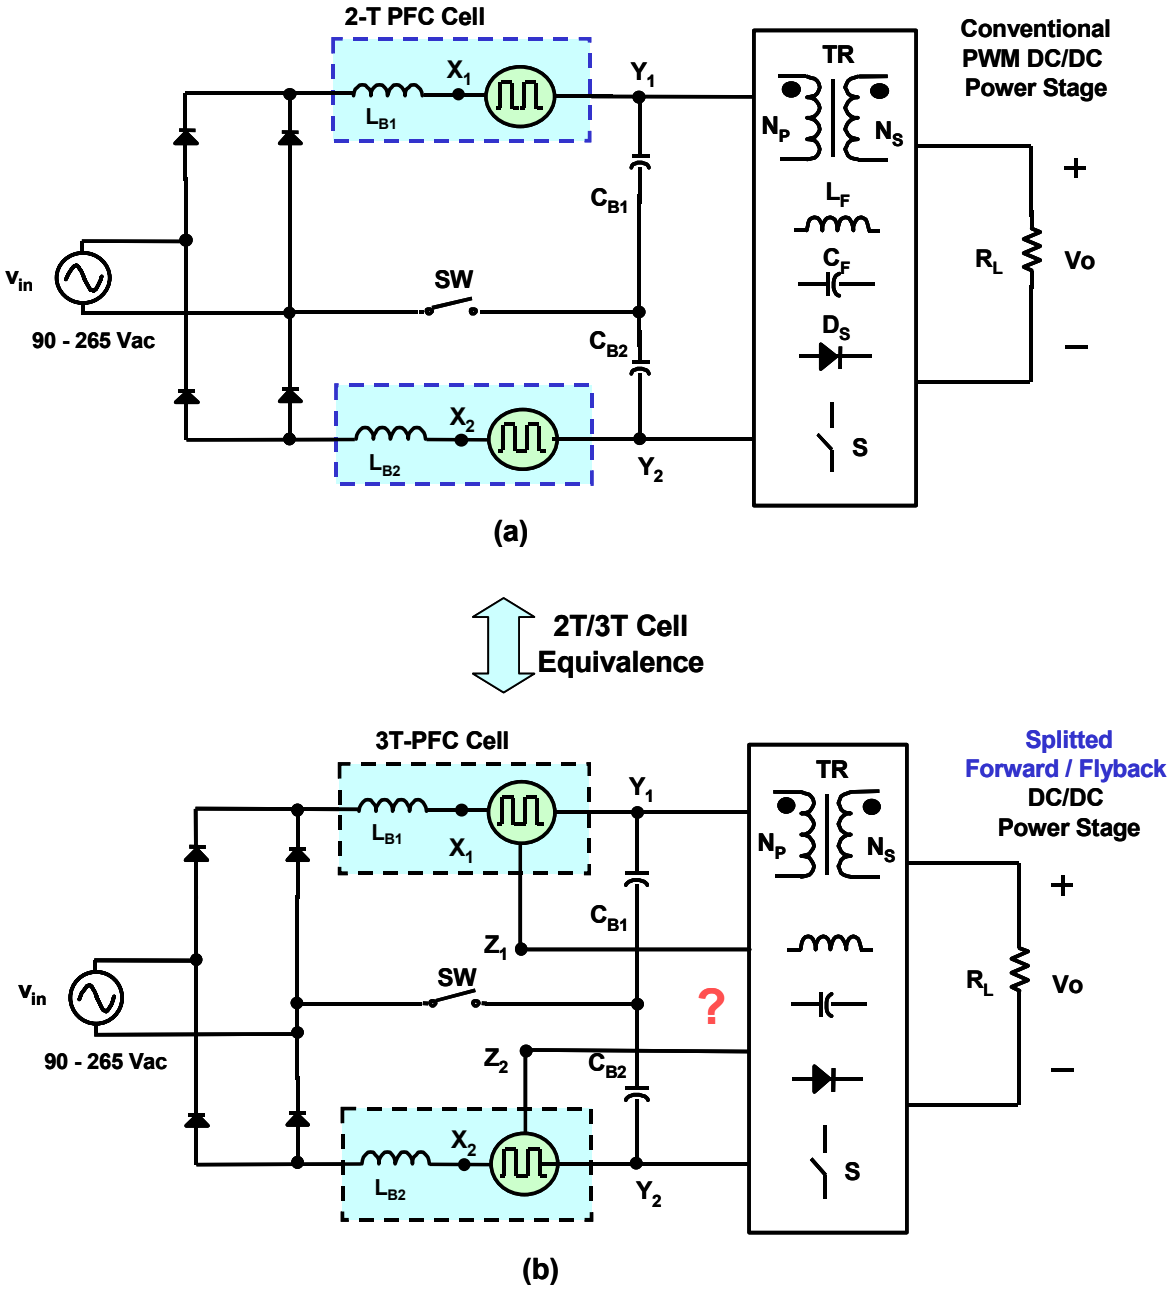 2-T PFC Cell
Conventional
PWM DC/DC
Power Stage
X1
Y1
TR
LB1
NP
NS
CB1
LF
+
SW
CF
RL
Vo
vin
90 - 265 Vac
CB2
DS
−
X2
S
LB2
Y2
(a)
2T/3T Cell
Equivalence
3T-PFC Cell
Splitted
Forward / Flyback
DC/DC
Power Stage
Y1
TR
LB1
X1
NP
NS
CB1
+
Z1
SW
RL
Vo
vin
?
90 - 265 Vac
Z2
CB2
−
X2
S
LB2
Y2
(b)